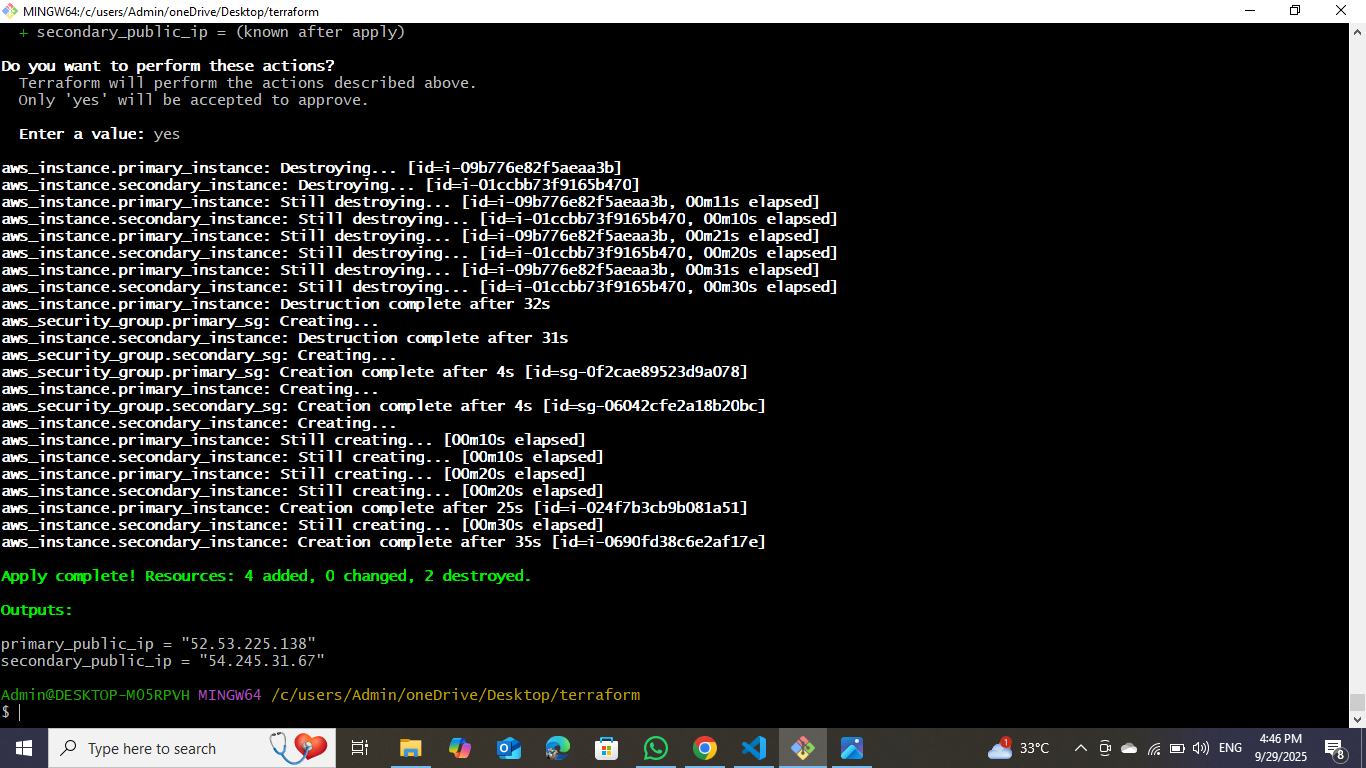 MINGW64:/c/users/Admin/oneDrive/Desktop/terraform
+ secondary_public_ip = (known after apply)
Do you want to perform these actions?
Terraform will perform the actions described above.
Only 'yes' will be accepted to approve.
Enter a value: yes
aws_instance.primary_instance: Destroying... [id=i-09b776e82f5aeaa3b]
aws_instance.secondary_instance: Destroying... [id=i-01ccbb73f9165b470]
aws_instance.primary_instance: Still destroying... [id=i-09b776e82f5aeaa3b, 00m11s elapsed]
aws_instance.secondary_instance: Still destroying... [id=i-01ccbb73f9165b470, 00m10s elapsed]
aws_instance.primary_instance: Still destroying... [id=i-09b776e82f5aeaa3b, 00m21s elapsed]
aws_instance.secondary_instance: Still destroying... [id=i-01ccbb73f9165b470, 00m20s elapsed]
aws_instance.primary_instance: Still destroying... [id=i-09b776e82f5aeaa3b, 00m31s elapsed]
aws_instance.secondary_instance: Still destroying... [id=i-01ccbb73f9165b470, 00m30s elapsed]
aws_instance.primary_instance: Destruction complete after 32s
aws_security_group.primary_sg: Creating...
aws_instance.secondary_instance: Destruction complete after 31s
aws_security_group.secondary_sg: Creating...
aws_security_group.primary_sg: Creation complete after 4s [id=sg-0f2cae89523d9a078]
aws_instance.primary_instance: Creating...
aws_security_group.secondary_sg: Creation complete after 4s [id=sg-06042cfe2a18b20bc]
aws_instance.secondary_instance: Creating...
aws_instance.primary_instance: Still creating... [00m10s elapsed]
aws_instance.secondary_instance: Still creating... [00m10s elapsed]
aws_instance.primary_instance: Still creating... [00m20s elapsed]
aws_instance.secondary_instance: Still creating... [00m20s elapsed]
aws_instance.primary_instance: Creation complete after 25s [id=i-024f7b3cb9b081a51]
aws_instance.secondary_instance: Still creating... [00m30s elapsed]
aws_instance.secondary_instance: Creation complete after 35s [id=i-0690fd38c6e2af17e]
Apply complete! Resources: 4 added, 0 changed, 2 destroyed.
Outputs:
primary_public_ip = "52.53.225.138"
secondary_public_ip = "54.245.31.67"
Admin@DESKTOP-M05RPVH MINGW64 /c/users/Admin/oneDrive/Desktop/terraform
$
Type here to search
1
33°C
ENG
4:46 PM
9/29/2025
8